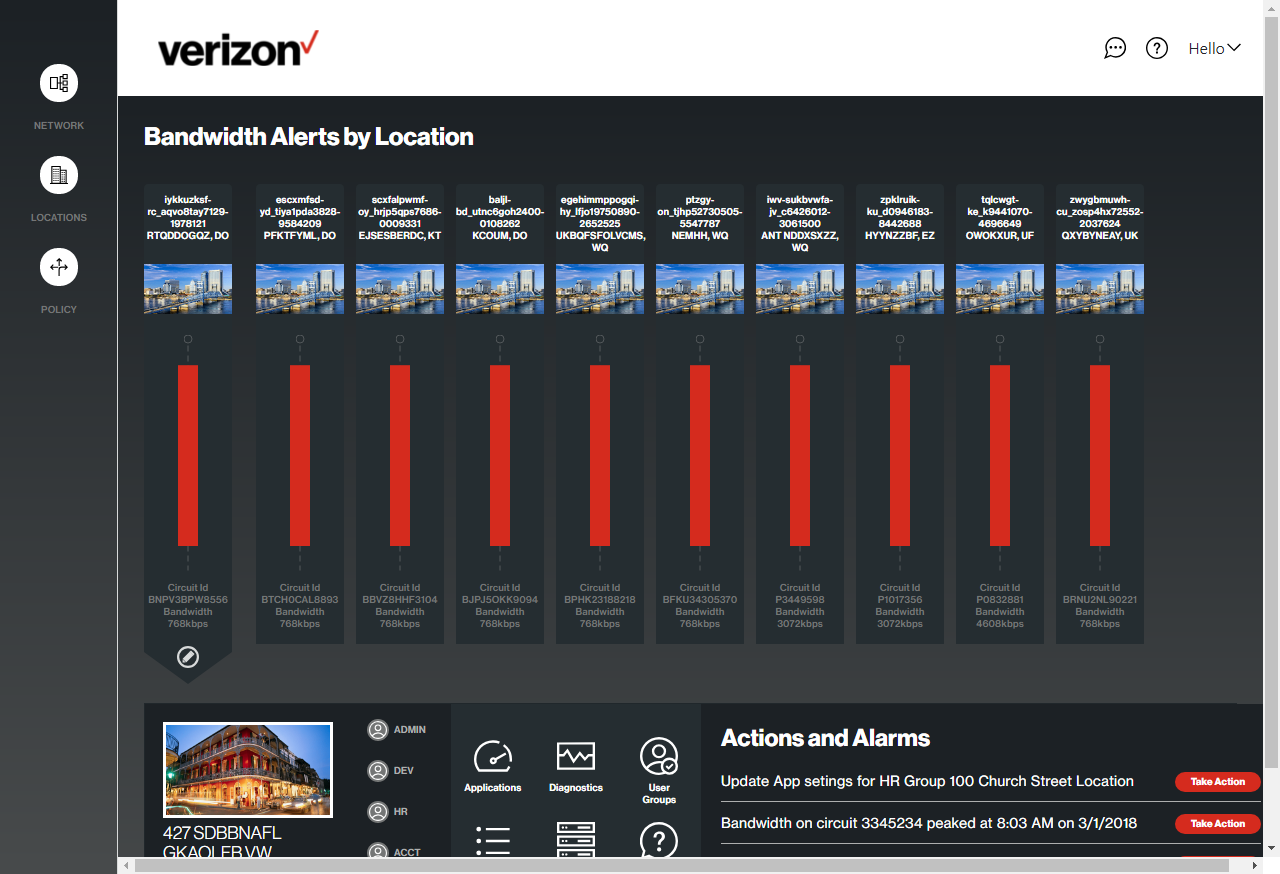 verizon
Hello
NETWORK
LOCATIONS
POLICY
Bandwidth Alerts by Location
iykkuzksf-
rc_aqvo8tay7129-
1978121
RTQDDOGQZ, DO
escxmfsd-
yd_tiya1pda3828-
9584209
PFKTFYML, DO
scxfalpwmf-
oy_hrjp5qps7686-
0009331
EJSESBERDC, KT
baljl-
bd_utnc6goh2400-
0108262
KCOUM, DO
egehimmppogqi-
hy_lfjo19750890-
2652525
UKBQFSFOLVCMS,
WQ
ptzgy-
on_tjhp52730505-
5547787
NEMHH, WQ
iwv-sukbvwfa-
jv_c6426012-
3061500
ANT NDDXSXZZ,
WQ
zpklruik-
ku_d0946183-
8442688
HYYNZZBF, EZ
tqlcwgt-
ke_k9441070-
4696649
OWOKXUR, UF
zwygbmuwh-
cu_zosp4hx72552-
2037624
QXYBYNEAY, UK
Circuit Id
BNPV3BPW8556
Bandwidth
768kbps
Circuit Id
BTCH0CAL8893
Bandwidth
768kbps
Circuit Id
BBVZ8HHF3104
Bandwidth
768kbps
Circuit Id
BJPJ5OKK9094
Bandwidth
768kbps
Circuit Id
BPHK23188218
Bandwidth
768kbps
Circuit Id
BFKU34305370
Bandwidth
768kbps
Circuit Id
P3449598
Bandwidth
3072kbps
Circuit Id
P1017356
Bandwidth
3072kbps
Circuit Id
P0832881
Bandwidth
4608kbps
Circuit Id
BRNU2NL90221
Bandwidth
768kbps
427 SDBBNAFL
GKAOLFB,VW
ADMIN
DEV
HR
ACCT
Applications
Diagnostics
User
Groups
Actions and Alarms
Update App setings for HR Group 100 Church Street Location
Take Action
Bandwidth on circuit 3345234 peaked at 8:03 AM on 3/1/2018
Take Action